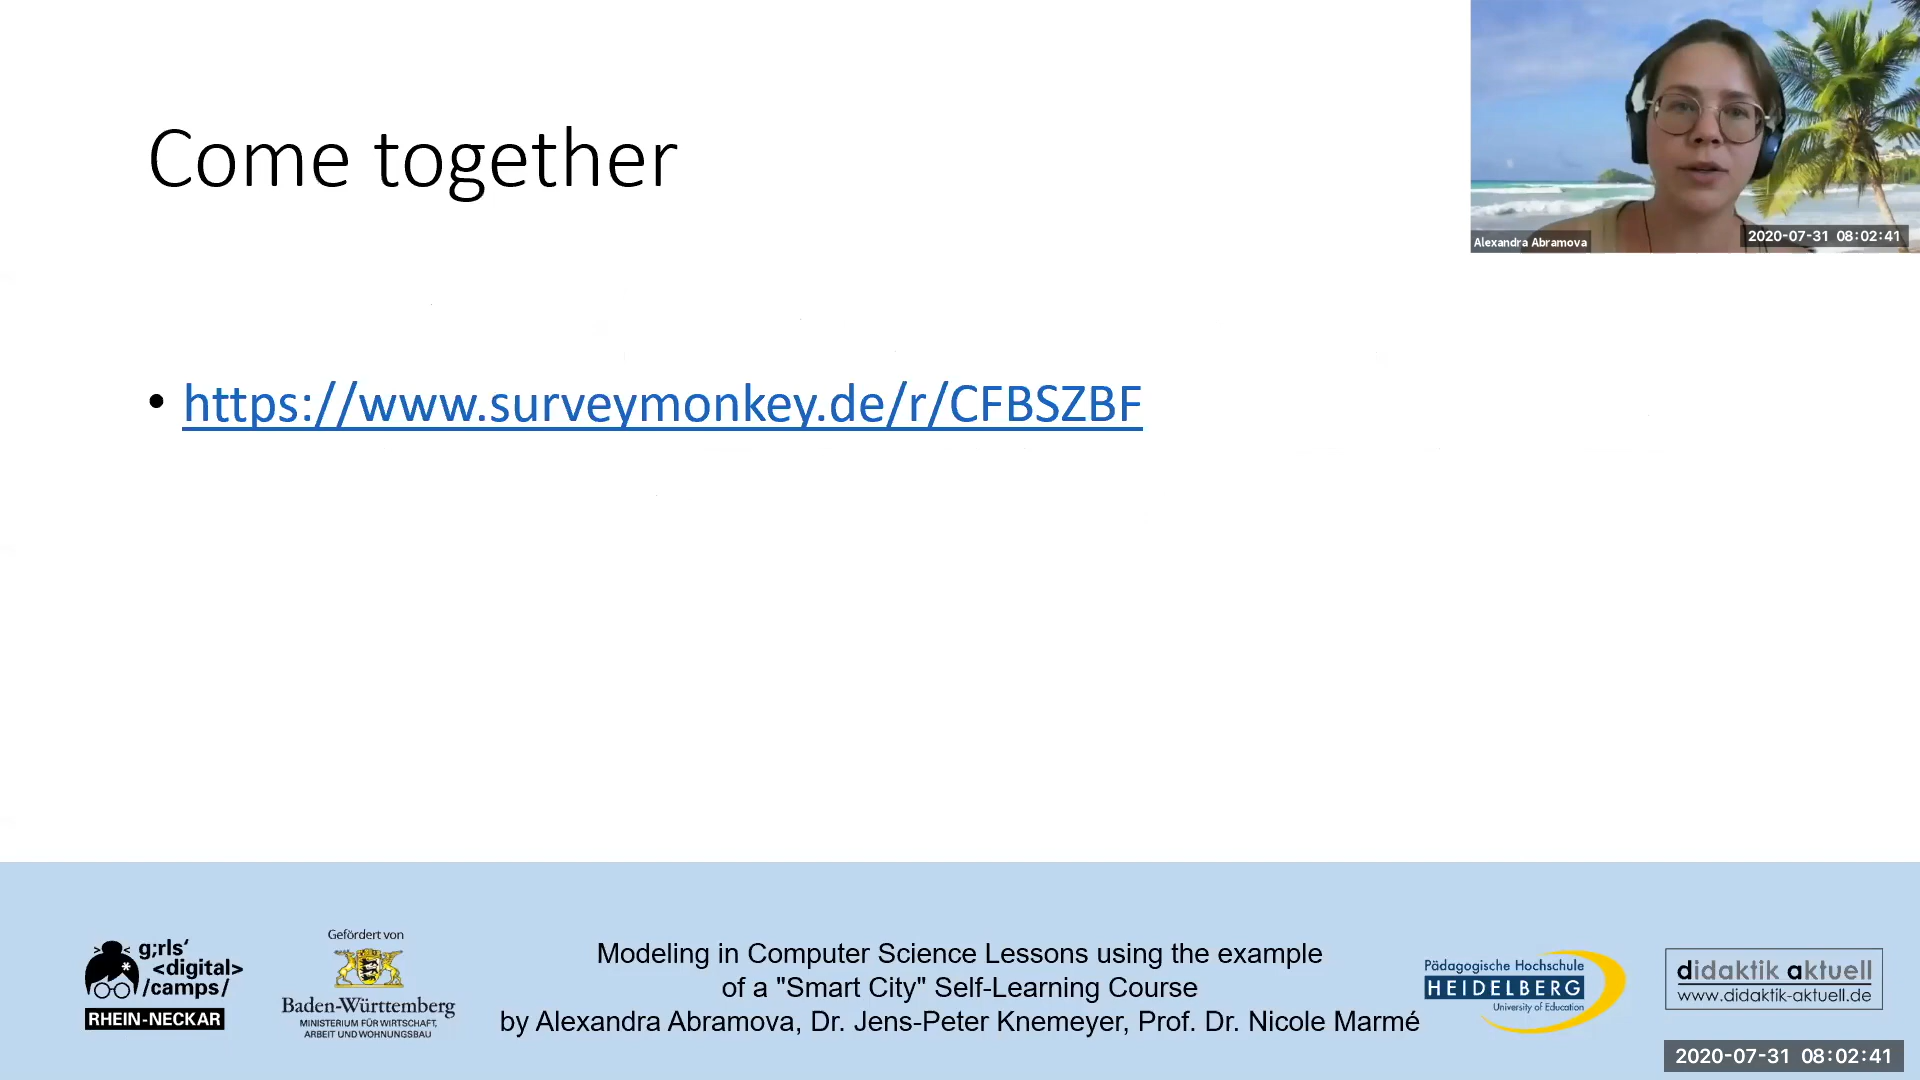 Come together
Alexandra Abramova
2020-07-31 08:02:41
• https://www.surveymonkey.de/r/CFBSZBF
g;rls‘
<digital>
/camps/
RHEIN-NECKAR
Gefördert von
Baden-Württemberg
MINISTERIUM FÜR WIRTSCHAFT,
ARBEIT UND WOHNUNGSBAU
Modeling in Computer Science Lessons using the example
of a "Smart City" Self-Learning Course
by Alexandra Abramova, Dr. Jens-Peter Knemeyer, Prof. Dr. Nicole Marmé
Pädagogische Hochschule
HEIDELBERG
University of Education
didaktik aktuell
www.didaktik-aktuell.de
2020-07-31 08:02:41